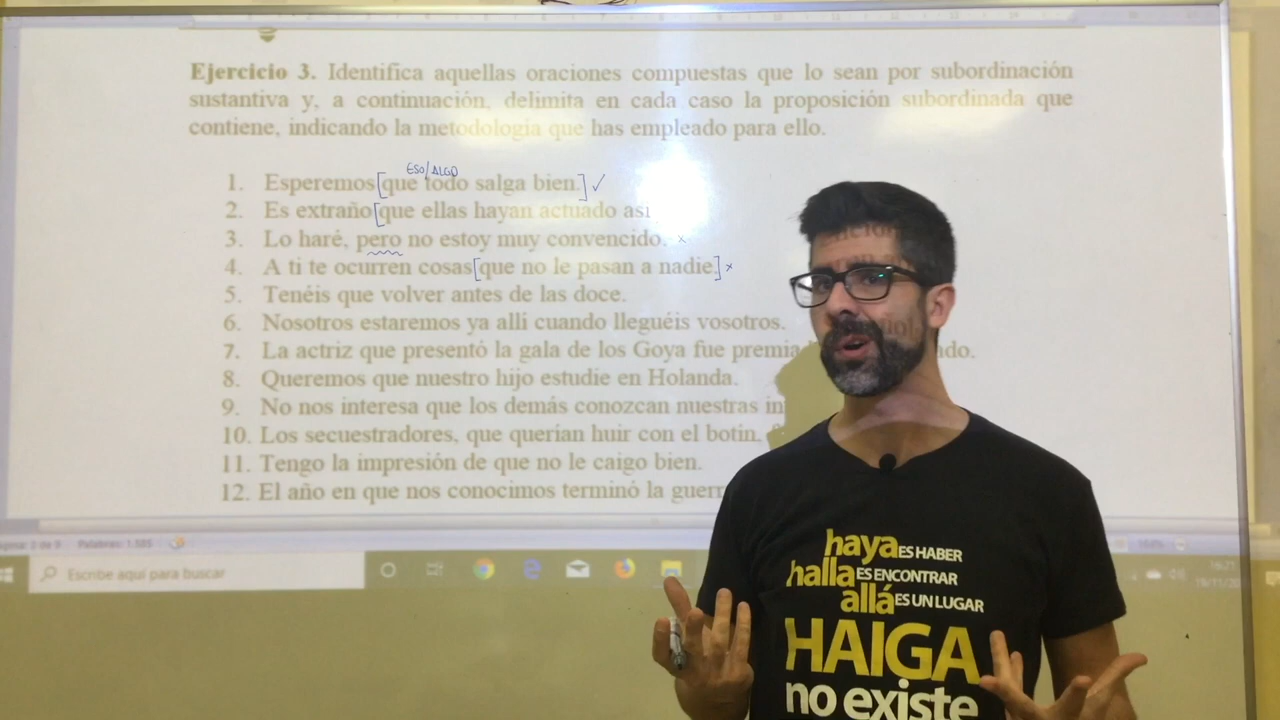 Ejercicio 3. Identifica aquellas oraciones compuestas que lo sean por subordinación
sustantiva y, a continuación, delimita en cada caso la proposición subordinada que
contiene, indicando la metodología que has empleado para ello.
ESO/ALGO
1. Esperemos [que todo salga bien.] ✓
2. Es extraño [que ellas hayan actuado así
3. Lo haré, pero no estoy muy convencido. x
4. A ti te ocurren cosas [que no le pasan a nadie.] x
5. Tenéis que volver antes de las doce.
6. Nosotros estaremos ya allí cuando lleguéis vosotros.
7. La actriz que presentó la gala de los Goya fue
8. Queremos que nuestro hijo estudie en Holanda.
9. No nos interesa que los demás conozcan nuestras
10. Los secuestradores, que querían huir con el botín,
11. Tengo la impresión de que no le caigo bien.
12. El año en que nos conocimos terminó la
Palabras: 1.585
Escribe aquí para buscar
haya ES HABER
halla ES ENCONTRAR
allá ES UN LUGAR
HAIGA
no existe